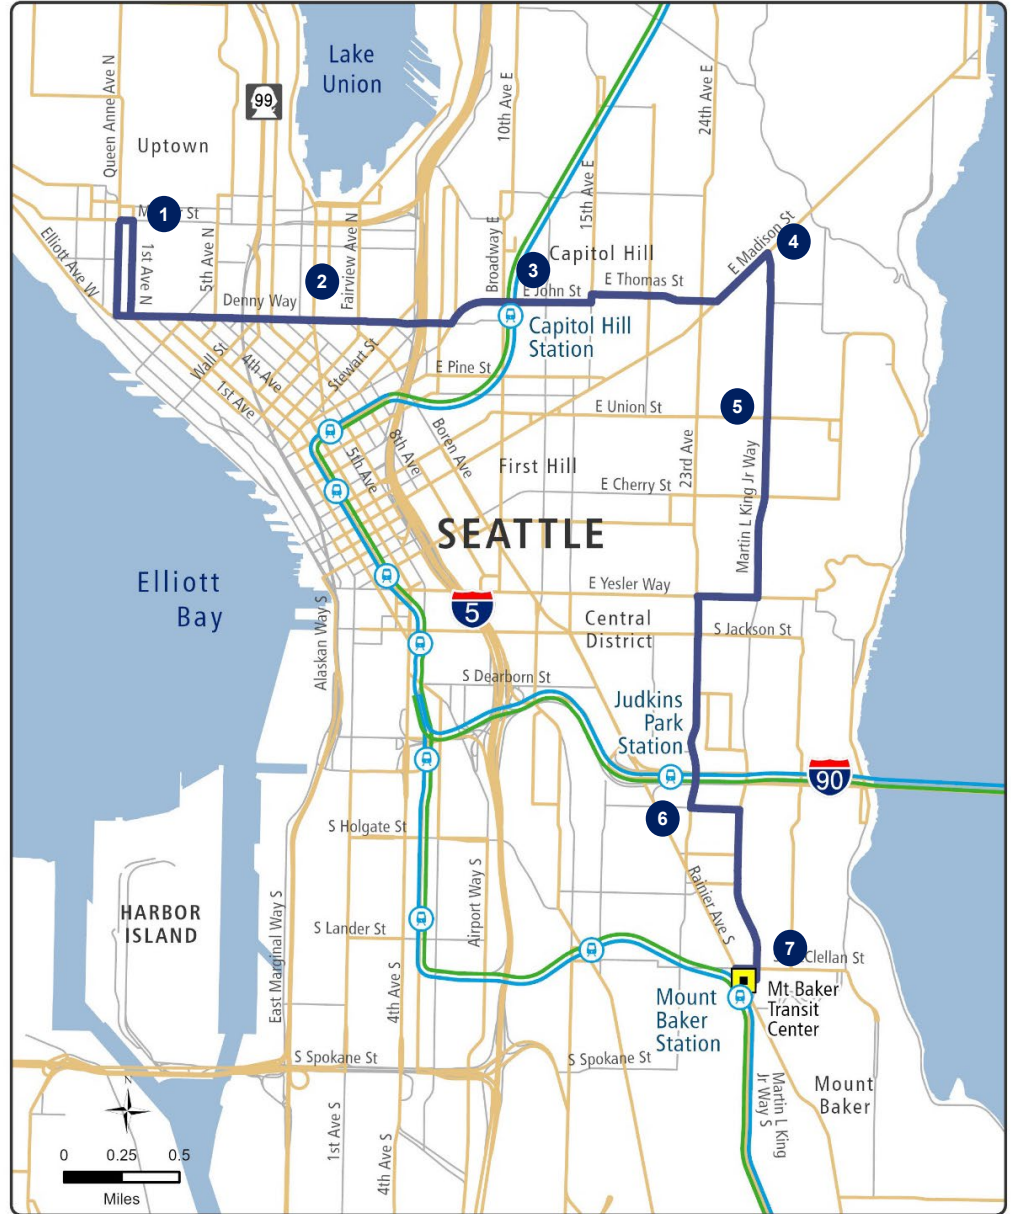 Lake
Union
99
Queen Anne Ave N
Uptown
10th Ave E
24th Ave E
15th Ave E
1
St
Elliott Ave W
1st Ave N
5th Ave N
Fairview Ave N
2
Denny Way
Broadway E
3
Capitol Hill
E John St
E Thomas St
E Madison St
4
Capitol Hill
Station
Wall St
4th Ave
1st Ave
Stewart St
E Pine St
E Union St
5
5th Ave
8th Ave
Boren Ave
First Hill
23rd Ave
Martin L King Jr Way
E Cherry St
SEATTLE
Elliott
Bay
5
E Yesler Way
Central
District
S Jackson St
Alaskan Way S
S Dearborn St
Judkins
Park
Station
90
6
S Holgate St
Rainier Ave S
Airport Way S
HARBOR
ISLAND
East Marginal Way S
S Lander St
4th Ave S
7
Clellan St
Mt Baker
Transit
Center
Mount
Baker
Station
S Spokane St
S Spokane St
Martin L King
Jr Way S
Mount
Baker
N
1st Ave S
4th Ave S
0 0.25 0.5
Miles